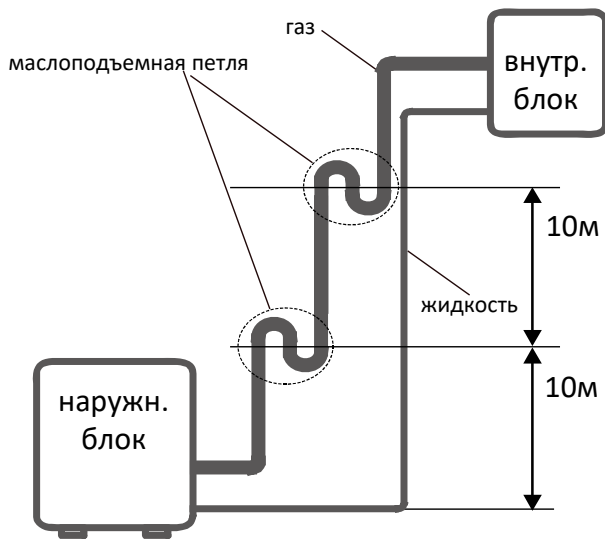 газ
маслоподъемная петля
внутр.
блок
10м
жидкость
10м
наружн.
блок